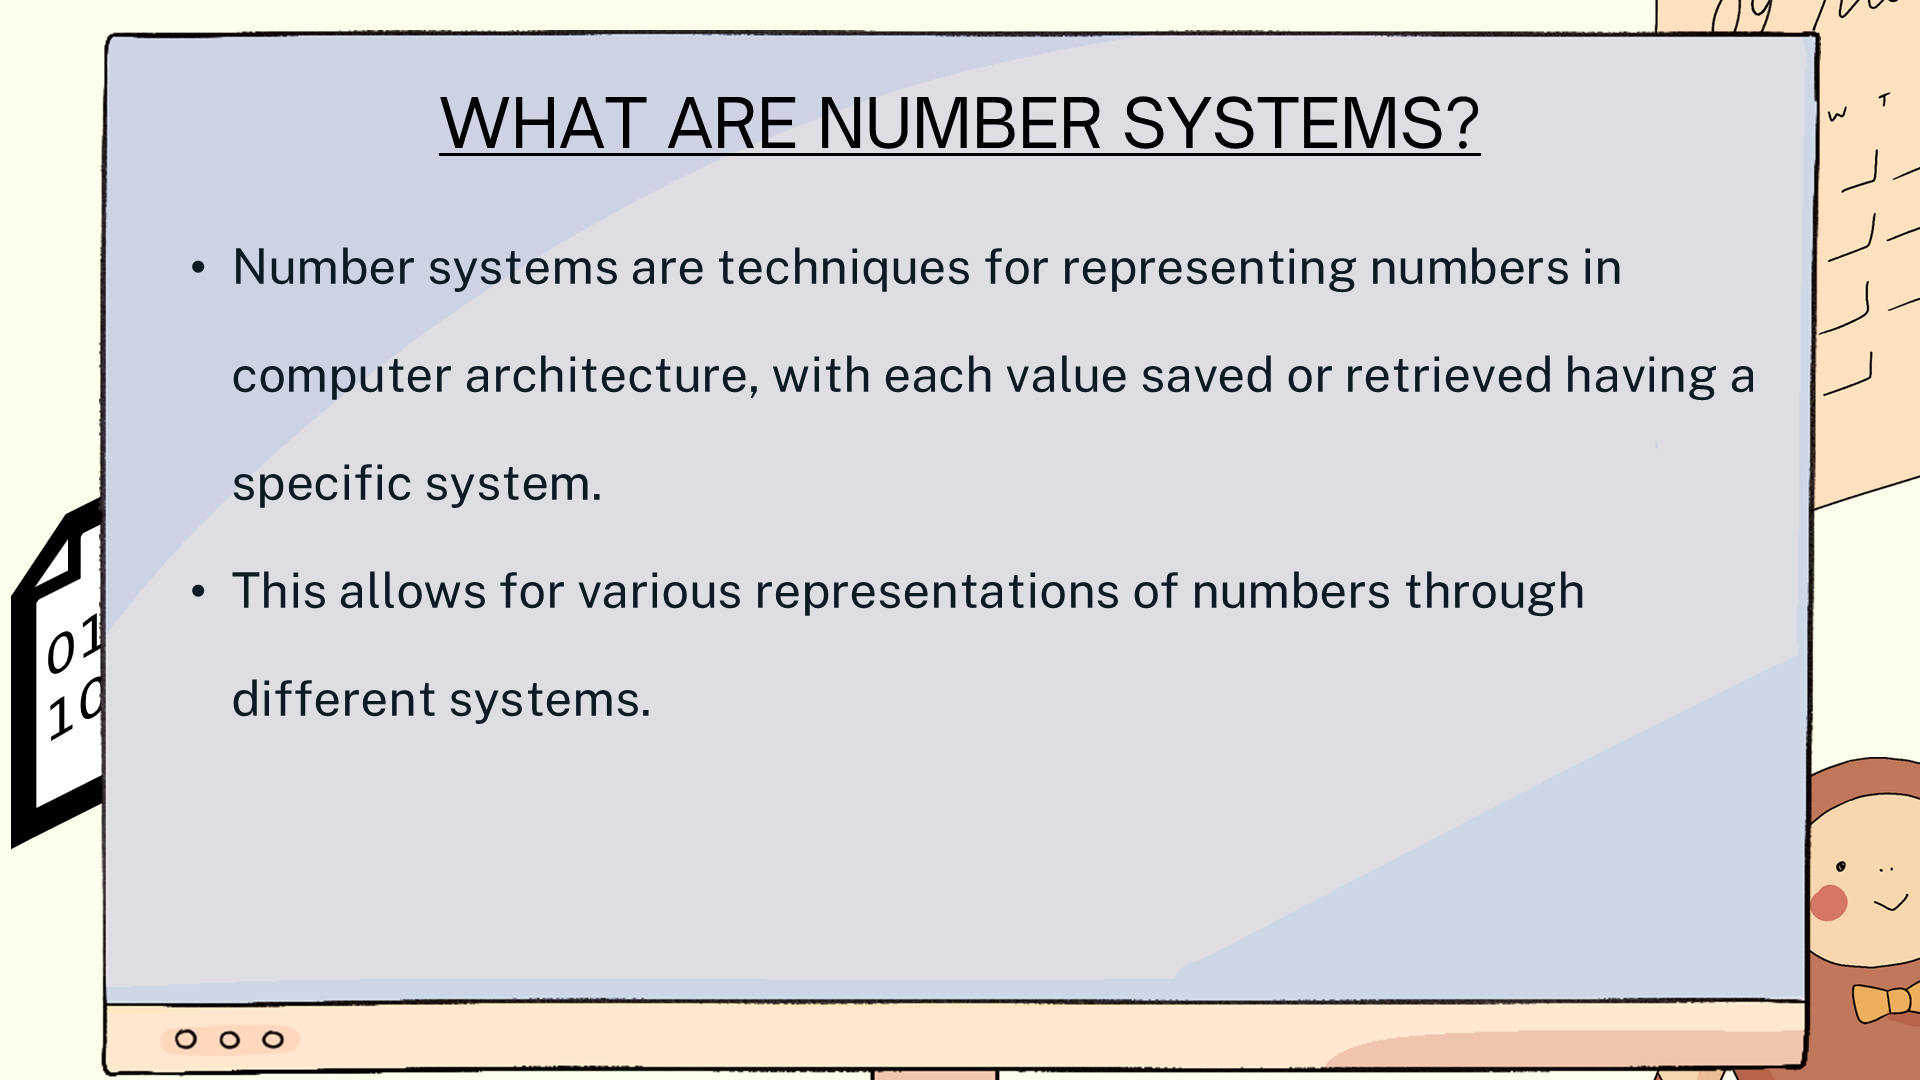 WHAT ARE NUMBER SYSTEMS?
• Number systems are techniques for representing numbers in
computer architecture, with each value saved or retrieved having a
specific system.
• This allows for various representations of numbers through
different systems.
W T
01
10